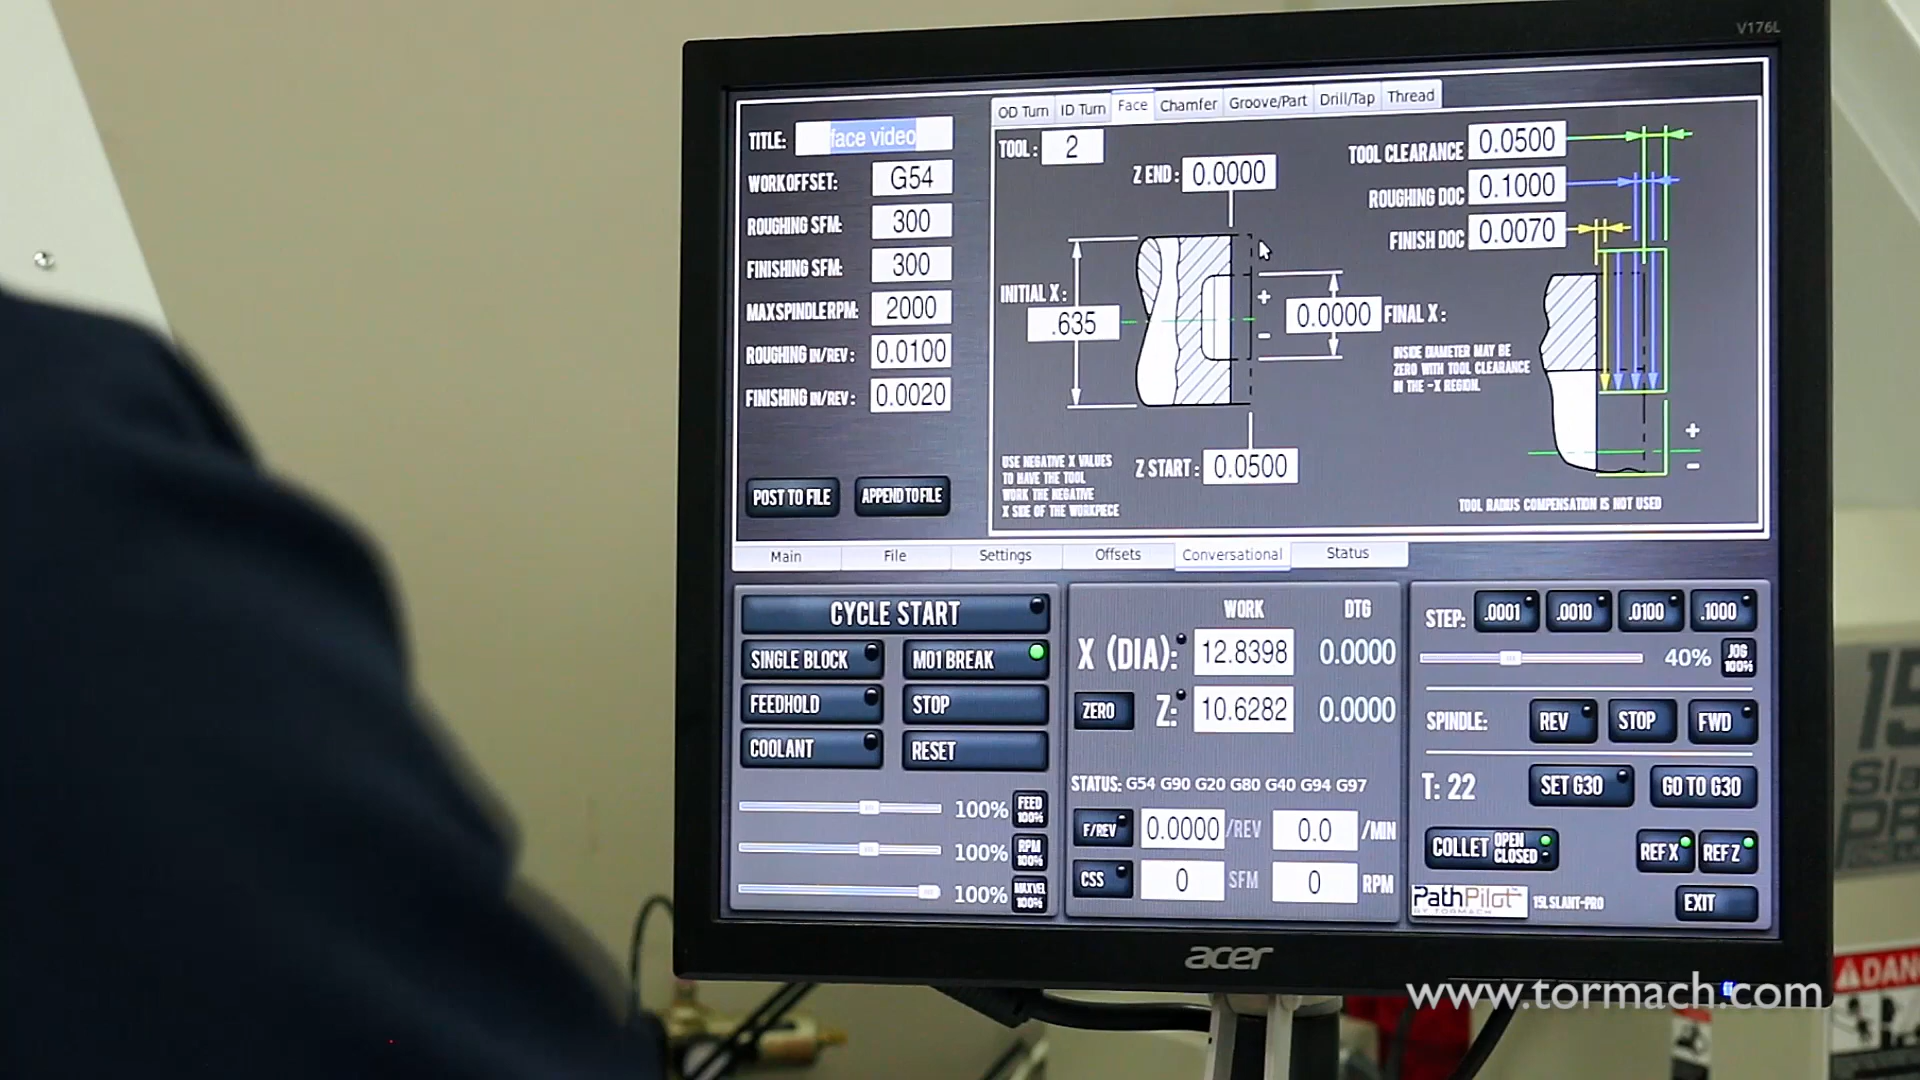 V176L
OD Turn ID Turn Face Chamfer Groove/Part Drill/Tap Thread
TITLE: face video
WORK OFFSET: G54
ROUGHING SFM: 300
FINISHING SFM: 300
MAX SPINDLE RPM: 2000
ROUGHING IN/REV: 0.0100
FINISHING IN/REV: 0.0020
POST TO FILE APPEND TO FILE
TOOL: 2
Z END: 0.0000
TOOL CLEARANCE 0.0500
ROUGHING DOC 0.1000
FINISH DOC 0.0070
INITIAL X:
.635
+
0.0000 FINAL X:
-
INSIDE DIAMETER MAY BE
ZERO WITH TOOL CLEARANCE
IN THE -X REGION.
+
-
USE NEGATIVE X VALUES
TO HAVE THE TOOL
WORK THE NEGATIVE
X SIDE OF THE WORKPIECE
Z START: 0.0500
TOOL RADIUS COMPENSATION IS NOT USED
Main File Settings Offsets Conversational Status
CYCLE START
SINGLE BLOCK M01 BREAK
FEEDHOLD STOP
COOLANT RESET
100% FEED 100%
100% RPM 100%
100% MAXVEL 100%
WORK DTG
X (DIA): 12.8398 0.0000
ZERO Z: 10.6282 0.0000
STATUS: G54 G90 G20 G80 G40 G94 G97
F/REV 0.0000 /REV 0.0 /MIN
CSS 0 SFM 0 RPM
STEP: .0001 .0010 .0100 .1000
40% JOG 100%
SPINDLE: REV STOP FWD
T: 22 SET G30 GO TO G30
COLLET OPEN CLOSED REF X REF Z
PathPilot™ 15L SLANT-PRO EXIT
BY TORMACH
acer
www.tormach.com
15
Sla
PR
DAN